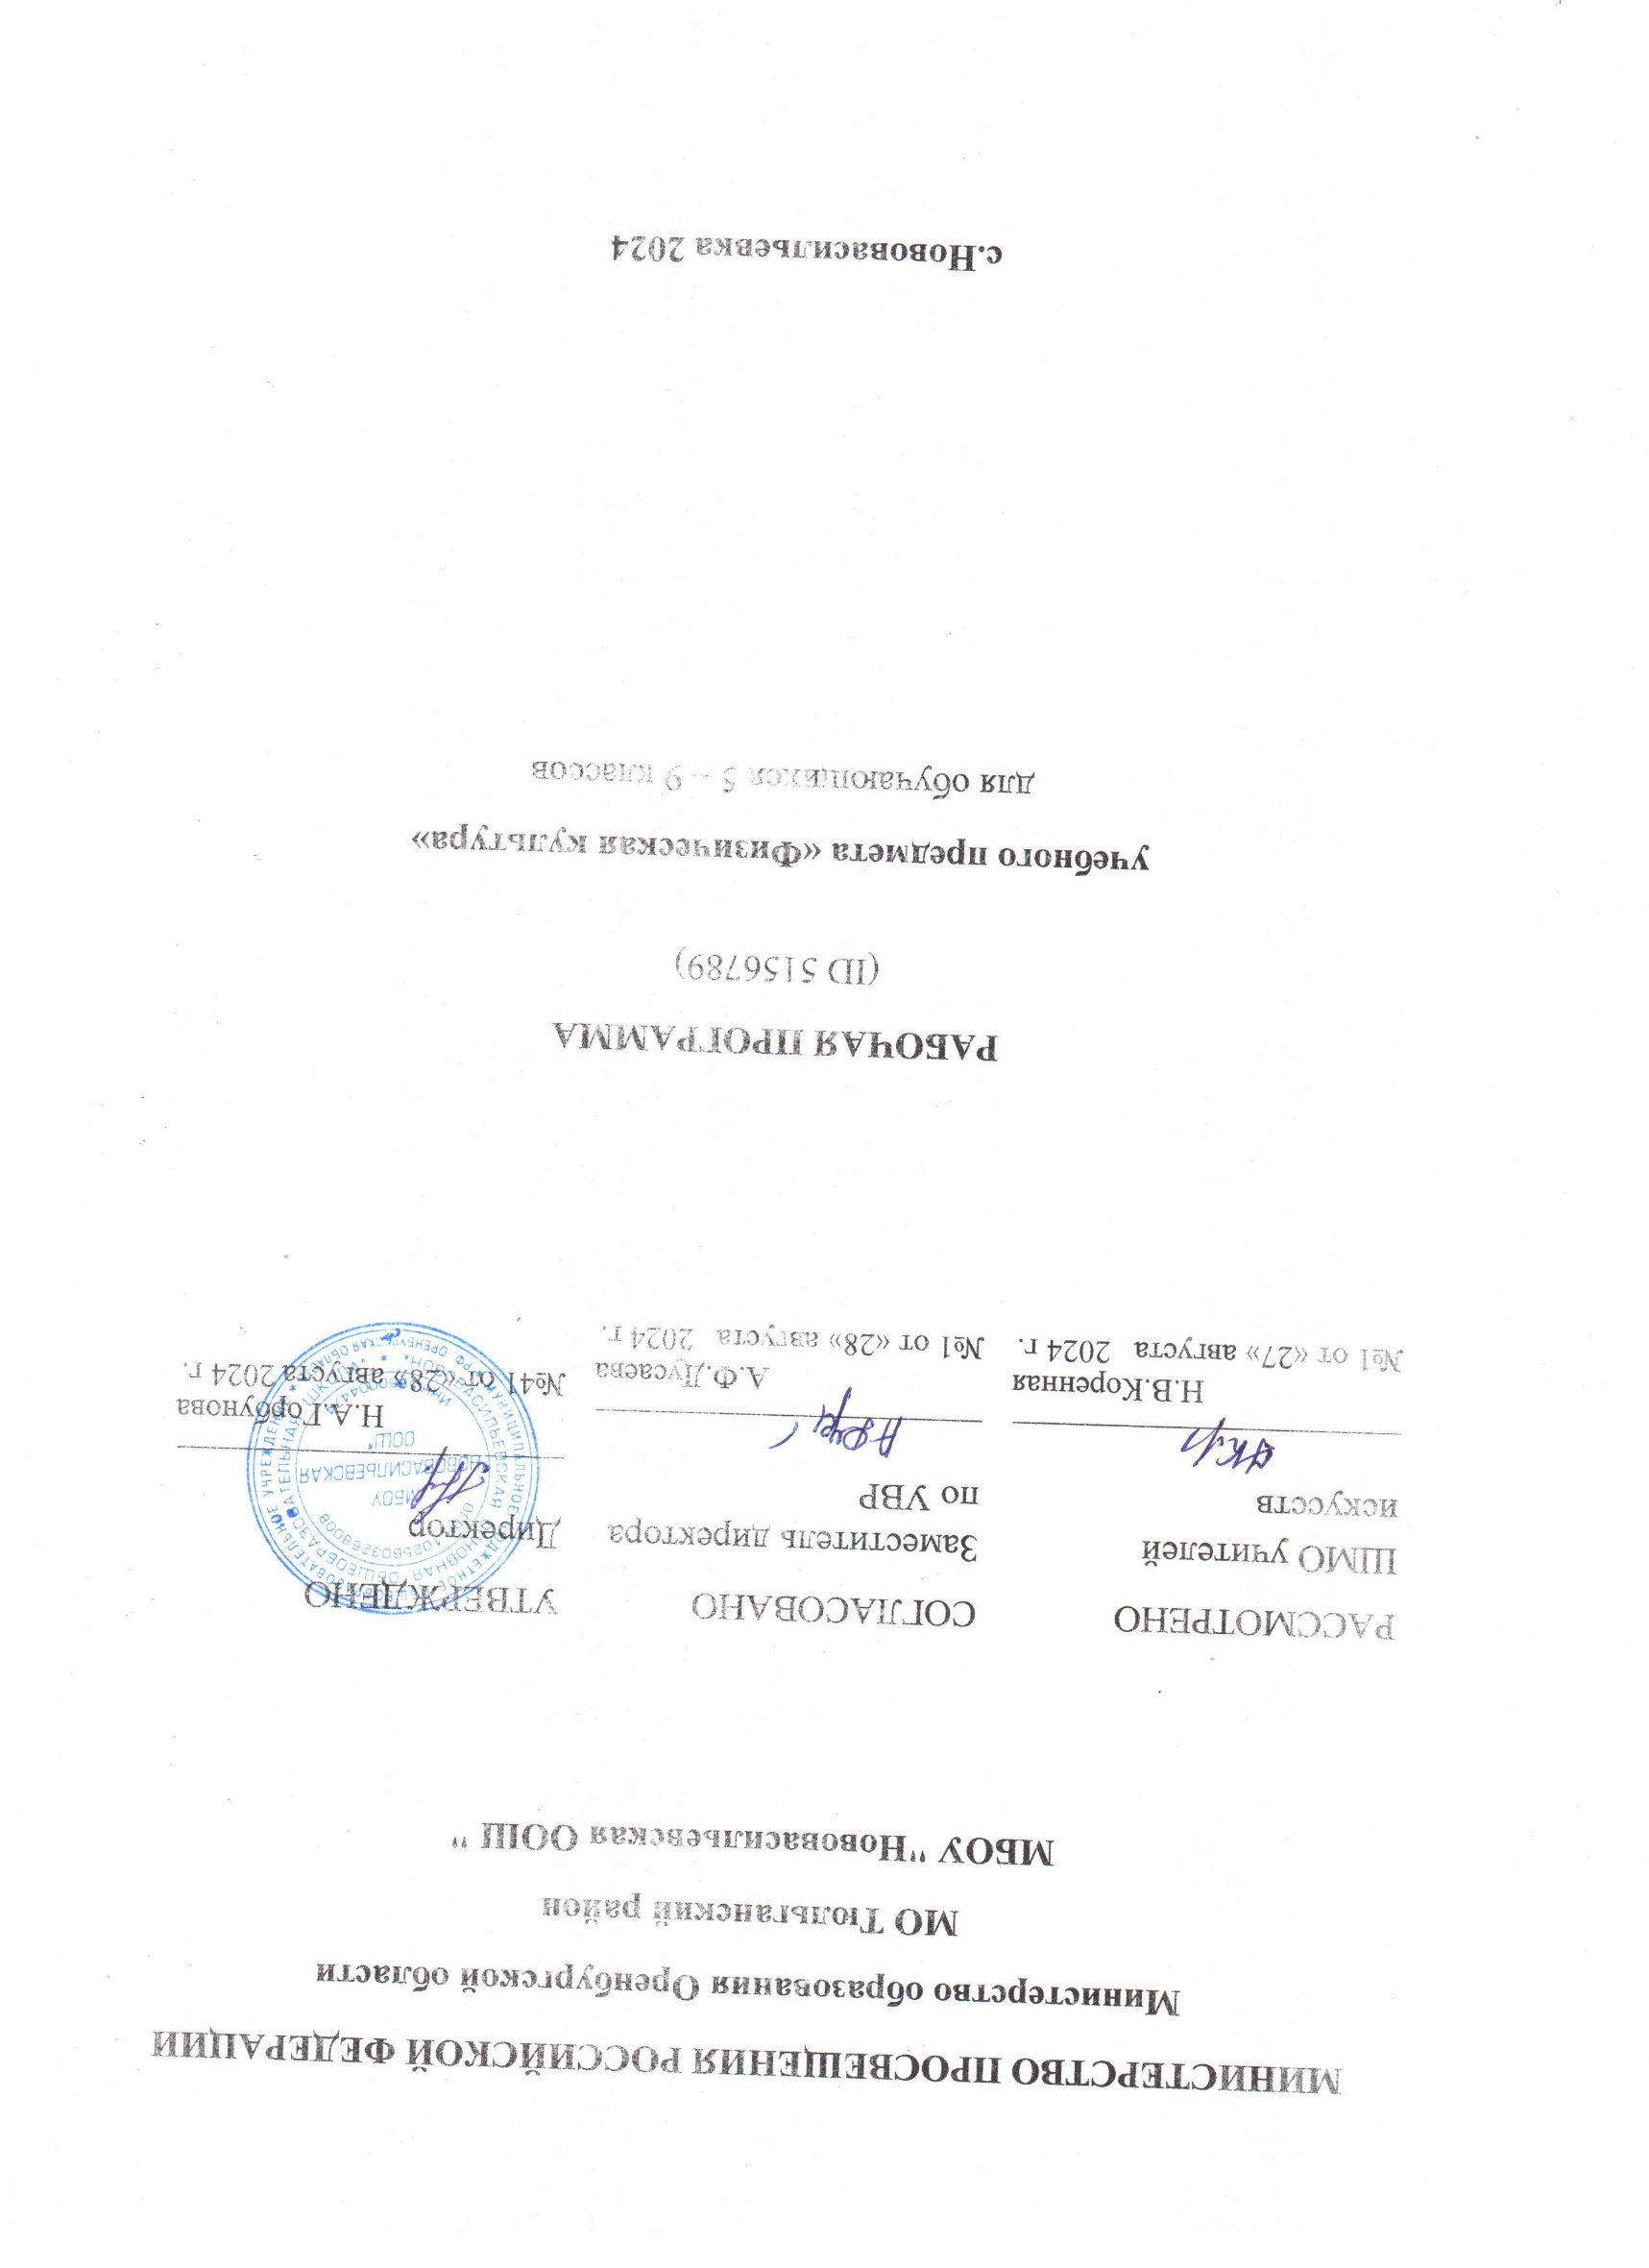 МИНИСТЕРСТВО ПРОСВЕЩЕНИЯ РОССИЙСКОЙ ФЕДЕРАЦИИ
Министерство образования Оренбургской области
МО Тюльганский район
МБОУ "Нововасильевская ООШ "
РАССМОТРЕНО
ШМО учителей
искусств
Н.В.Коренная
№1 от «27» августа 2024 г.
СОГЛАСОВАНО
Заместитель директора
по УВР
А.Ф.Дусаева
№1 от «28» августа 2024 г.
УТВЕРЖДЕНО
Директор
Н.А.Горбунова
№41 от «28» августа 2024 г.
МБОУ
НОВОВАСИЛЬЕВСКАЯ
ООШ"
РАБОЧАЯ ПРОГРАММА
(ID 5156789)
учебного предмета «Физическая культура»
для обучающихся 5 – 9 классов
с.Нововасильевка 2024